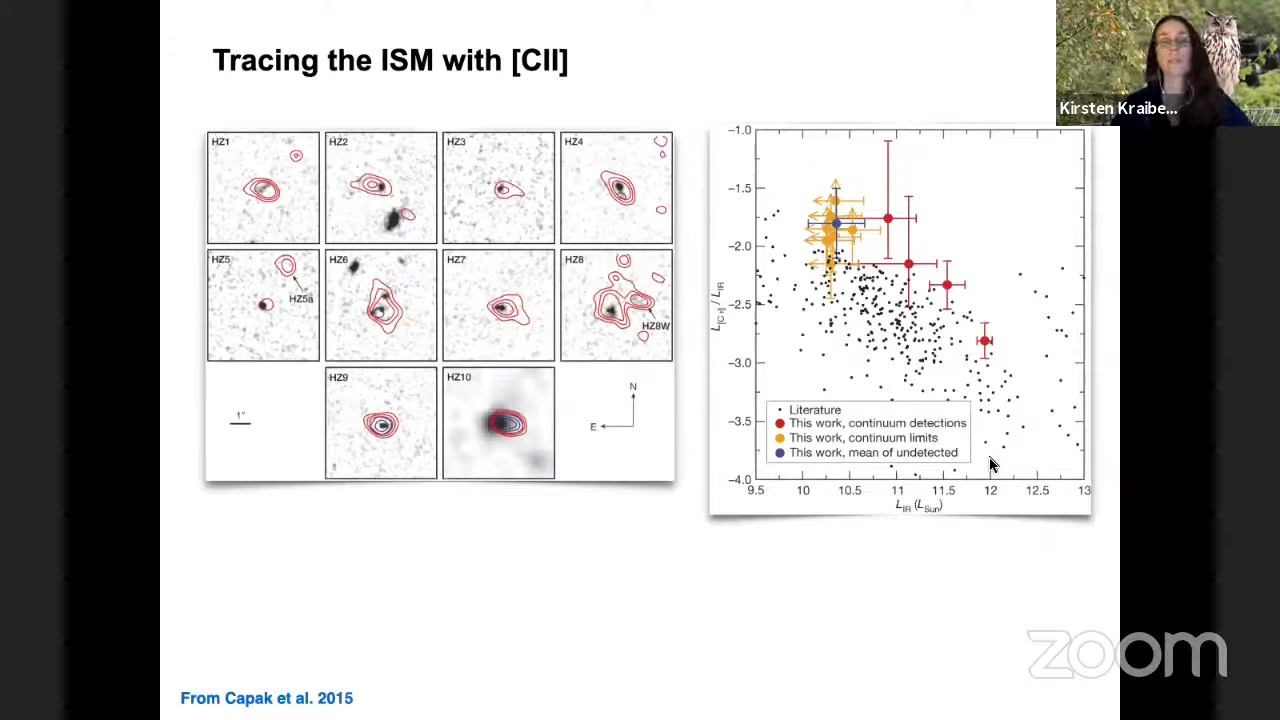 Tracing the ISM with [CII]
Kirsten Kraibe...
HZ1
HZ2
HZ3
HZ4
HZ5
HZ5a
HZ6
HZ7
HZ8
HZ8W
HZ9
HZ10
1"
N
E
-1.0
-1.5
-2.0
-2.5
-3.0
-3.5
-4.0
L[C II] / LIR
Literature
This work, continuum detections
This work, continuum limits
This work, mean of undetected
9.5 10 10.5 11 11.5 12 12.5 13
LIR (LSun)
From Capak et al. 2015
zoom